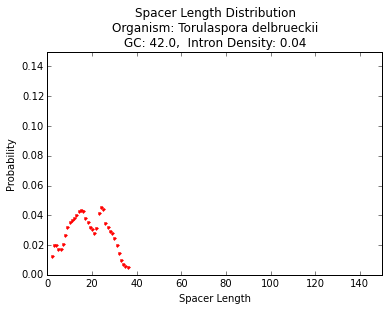 Spacer Length Distribution
Organism: Torulaspora delbrueckii
GC: 42.0,  Intron Density: 0.04
0.14
0.12
0.10
0.08
0.06
0.04
0.02
0.00
Probability
0 20 40 60 80 100 120 140
Spacer Length